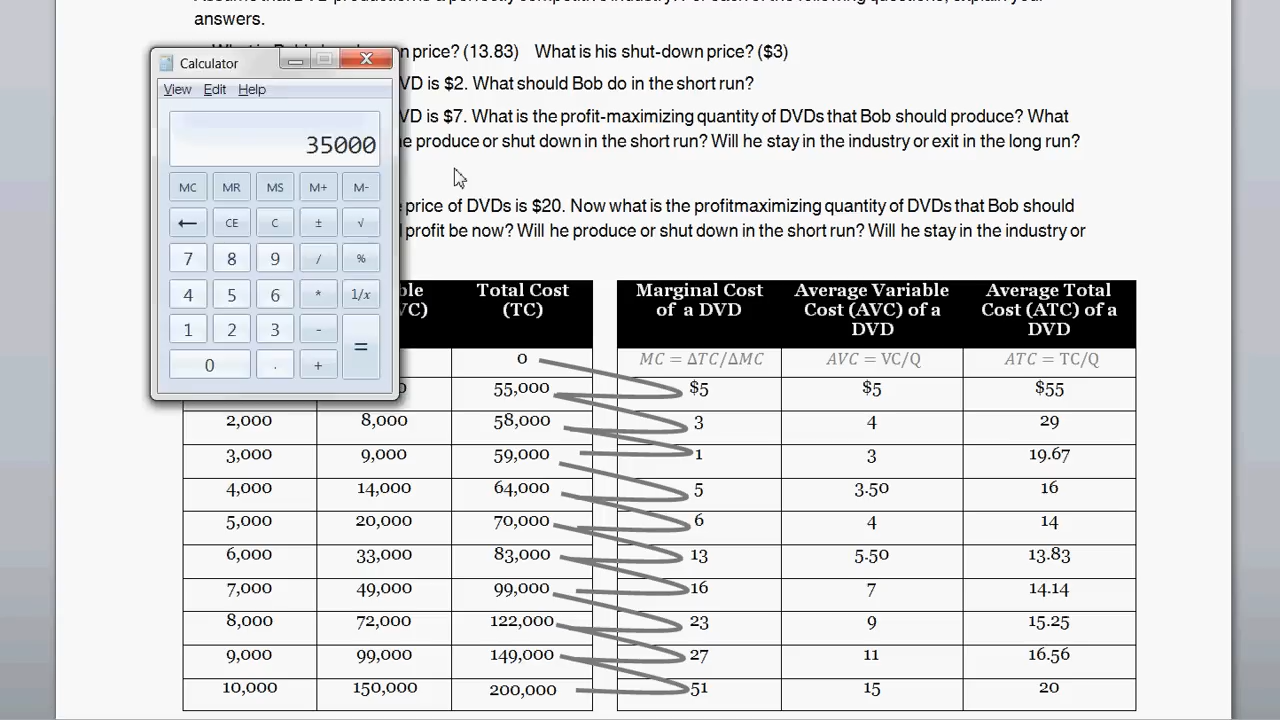 answers.
n price? (13.83) What is his shut-down price? ($3)
VD is $2. What should Bob do in the short run?
VD is $7. What is the profit-maximizing quantity of DVDs that Bob should produce? What
e produce or shut down in the short run? Will he stay in the industry or exit in the long run?
price of DVDs is $20. Now what is the profitmaximizing quantity of DVDs that Bob should
l profit be now? Will he produce or shut down in the short run? Will he stay in the industry or
Calculator
View Edit Help
35000
MC MR MS M+ M-
← CE C ± √
7 8 9 / %
4 5 6 * 1/x
1 2 3 - =
0 . +
ble Total Cost Marginal Cost Average Variable Average Total
VC) (TC) of a DVD Cost (AVC) of a Cost (ATC) of a
DVD DVD
0 MC = ΔTC/ΔMC AVC = VC/Q ATC = TC/Q
0 55,000 $5 $5 $55
2,000 8,000 58,000 3 4 29
3,000 9,000 59,000 1 3 19.67
4,000 14,000 64,000 5 3.50 16
5,000 20,000 70,000 6 4 14
6,000 33,000 83,000 13 5.50 13.83
7,000 49,000 99,000 16 7 14.14
8,000 72,000 122,000 23 9 15.25
9,000 99,000 149,000 27 11 16.56
10,000 150,000 200,000 51 15 20